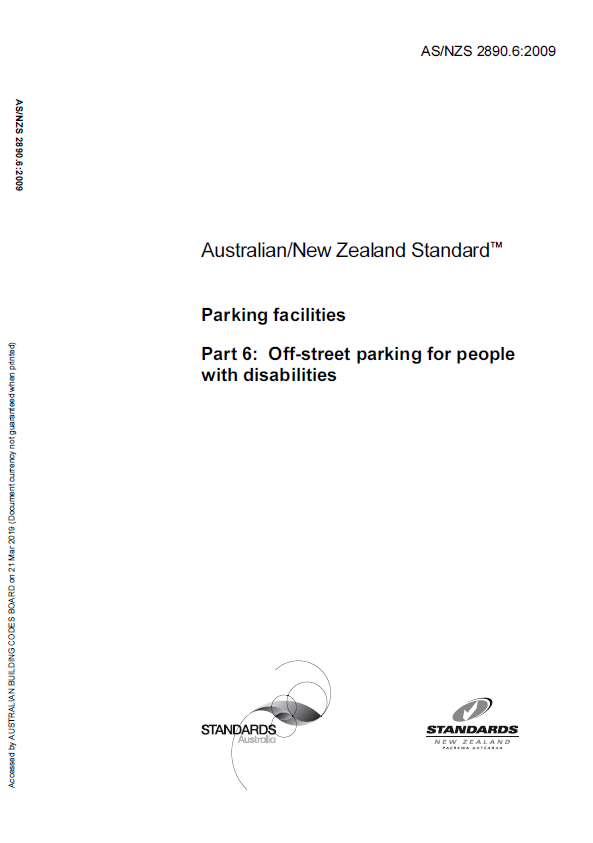 AS/NZS 2890.6:2009
AS/NZS 2890.6:2009
Australian/New Zealand Standard™
Parking facilities
Part 6: Off-street parking for people
with disabilities
Accessed by AUSTRALIAN BUILDING CODES BOARD on 21 Mar 2019 (Document currency not guaranteed when printed)
STANDARDS
Australia
STANDARDS
NEW ZEALAND
PAEREWA AOTEAROA